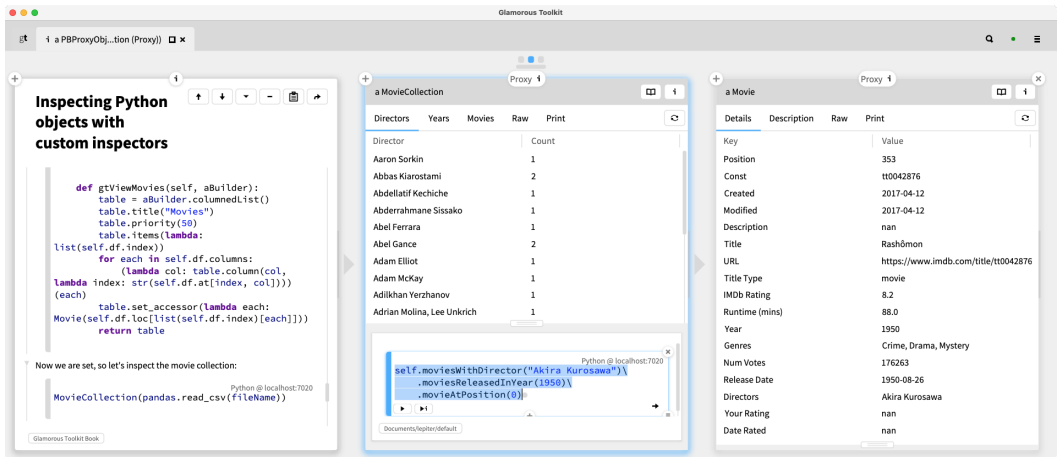 Glamorous Toolkit
gt
i a PBProxyObj...tion (Proxy))
Inspecting Python
objects with
custom inspectors
def gtViewMovies(self, aBuilder):
table = aBuilder.columnedList()
table.title("Movies")
table.priority(50)
table.items(lambda:
list(self.df.index))
for each in self.df.columns:
(lambda col: table.column(col,
lambda index: str(self.df.at[index, col])))
(each)
table.set_accessor(lambda each:
Movie(self.df.loc[list(self.df.index)[each]]))
return table
Now we are set, so let's inspect the movie collection:
Python @ localhost:7020
MovieCollection(pandas.read_csv(fileName))
Glamorous Toolkit Book
Proxy i
a MovieCollection
Directors Years Movies Raw Print
Director Count
Aaron Sorkin 1
Abbas Kiarostami 2
Abdellatif Kechiche 1
Abderrahmane Sissako 1
Abel Ferrara 1
Abel Gance 2
Adam Elliot 1
Adam McKay 1
Adilkhan Yerzhanov 1
Adrian Molina, Lee Unkrich 1
Python @ localhost:7020
self.moviesWithDirector("Akira Kurosawa")\
.moviesReleasedInYear(1950)\
.movieAtPosition(0)
Documents/lepiter/default
Proxy i
a Movie
Details Description Raw Print
Key Value
Position 353
Const tt0042876
Created 2017-04-12
Modified 2017-04-12
Description nan
Title Rashômon
URL https://www.imdb.com/title/tt0042876
Title Type movie
IMDb Rating 8.2
Runtime (mins) 88.0
Year 1950
Genres Crime, Drama, Mystery
Num Votes 176263
Release Date 1950-08-26
Directors Akira Kurosawa
Your Rating nan
Date Rated nan